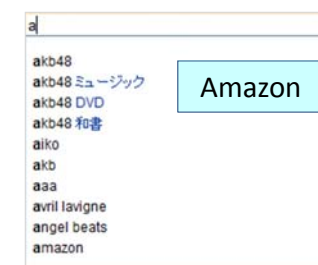 a
akb48
akb48 ミュージック
akb48 DVD
akb48 和書
aiko
akb
aaa
avril lavigne
angel beats
amazon
Amazon